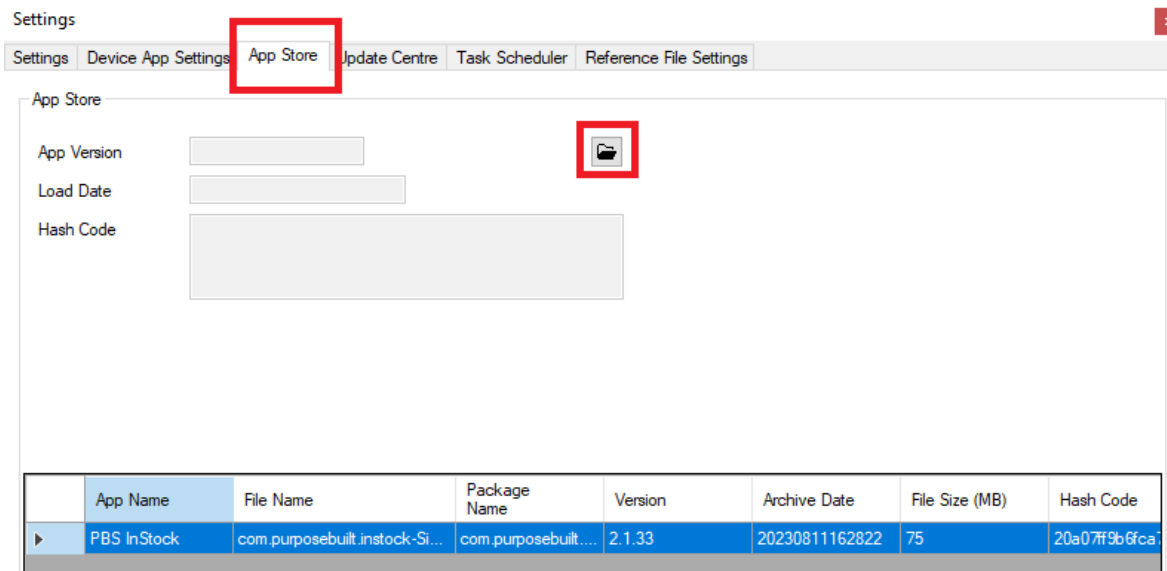 Settings
Settings Device App Settings App Store Update Centre Task Scheduler Reference File Settings
App Store
App Version
Load Date
Hash Code
App Name File Name Package Name Version Archive Date File Size (MB) Hash Code
PBS InStock com.purposebuilt.instock-Si... com.purposebuilt.... 2.1.33 20230811162822 75 20a07ff9b6fca7